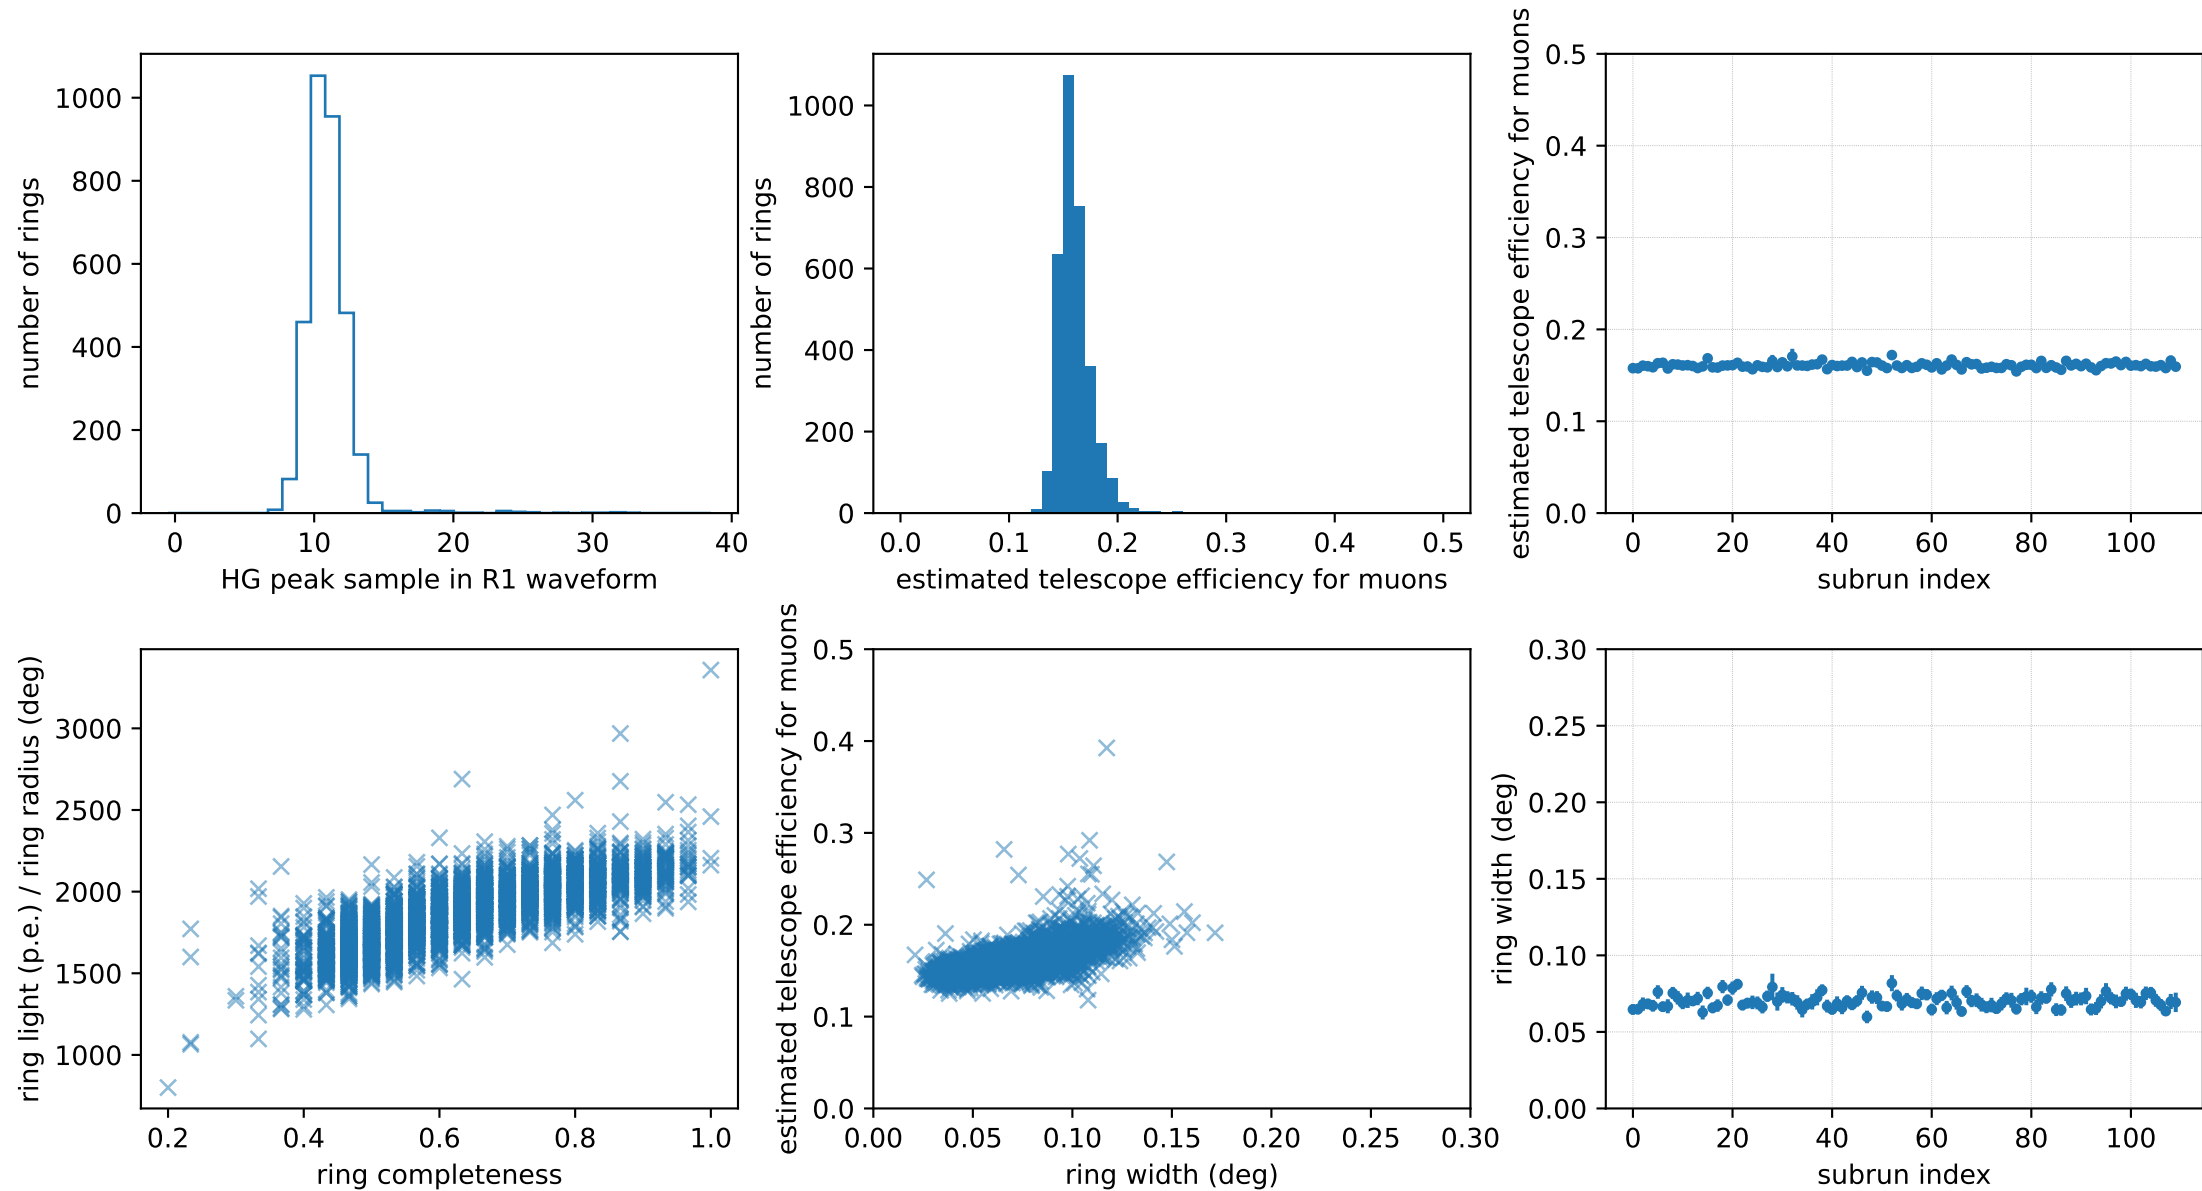 number of rings
1000
800
600
400
200
0
0 10 20 30 40
HG peak sample in R1 waveform
number of rings
1000
800
600
400
200
0
0.0 0.1 0.2 0.3 0.4 0.5
estimated telescope efficiency for muons
estimated telescope efficiency for muons
0.5
0.4
0.3
0.2
0.1
0.0
0 20 40 60 80 100
subrun index
ring light (p.e.) / ring radius (deg)
3000
2500
2000
1500
1000
0.2 0.4 0.6 0.8 1.0
ring completeness
estimated telescope efficiency for muons
0.5
0.4
0.3
0.2
0.1
0.0
0.00 0.05 0.10 0.15 0.20 0.25 0.30
ring width (deg)
ring width (deg)
0.30
0.25
0.20
0.15
0.10
0.05
0.00
0 20 40 60 80 100
subrun index